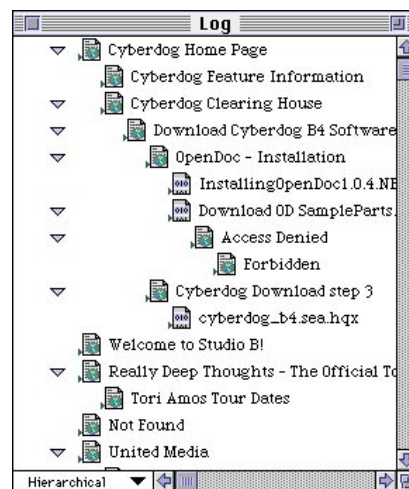 Log
Cyberdog Home Page
Cyberdog Feature Information
Cyberdog Clearing House
Download Cyberdog B4 Software
OpenDoc - Installation
InstallingOpenDoc1.0.4.NE
Download OD SampleParts.
Access Denied
Forbidden
Cyberdog Download step 3
cyberdog_b4.sea.hqx
Welcome to Studio B!
Really Deep Thoughts - The Official To
Tori Amos Tour Dates
Not Found
United Media
Hierarchical